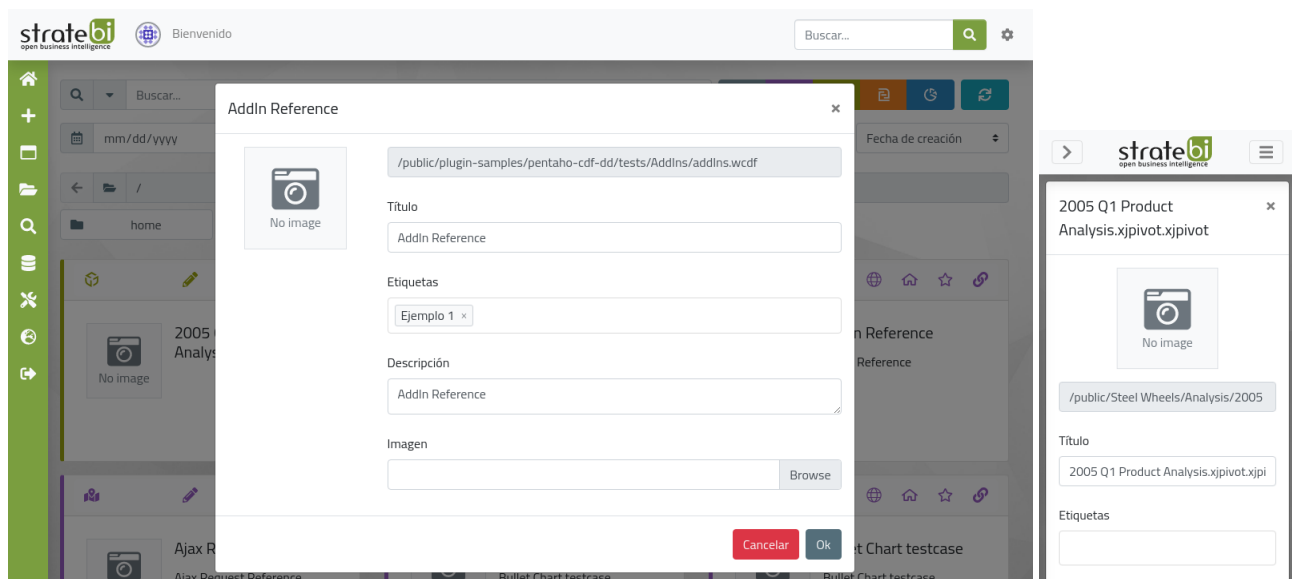 stratebi
open business intelligence
Bienvenido
Buscar...
Buscar...
mm/dd/yyyy
Fecha de creación
/
home
AddIn Reference ×
/public/plugin-samples/pentaho-cdf-dd/tests/AddIns/addIns.wcdf
No image
Título
AddIn Reference
Etiquetas
Ejemplo 1 ×
Descripción
AddIn Reference
Imagen
Browse
Cancelar Ok
2005
Analys
No image
n Reference
Reference
Ajax R
Ajax Request Reference
Bullet Chart testcase
et Chart testcase
Bullet Chart testcase
stratebi
open business intelligence
2005 Q1 Product ×
Analysis.xjpivot.xjpivot
No image
/public/Steel Wheels/Analysis/2005
Título
2005 Q1 Product Analysis.xjpivot.xjpi
Etiquetas